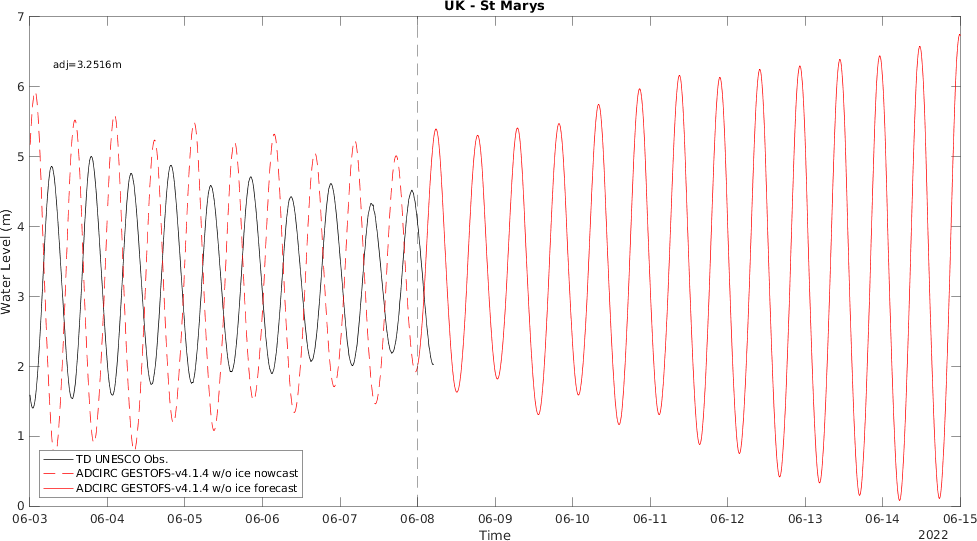 UK - St Marys
adj=3.2516m
Water Level (m)
7
6
5
4
3
2
1
0
TD UNESCO Obs.
ADCIRC GESTOFS-v4.1.4 w/o ice nowcast
ADCIRC GESTOFS-v4.1.4 w/o ice forecast
06-03 06-04 06-05 06-06 06-07 06-08 06-09 06-10 06-11 06-12 06-13 06-14 06-15
Time
2022